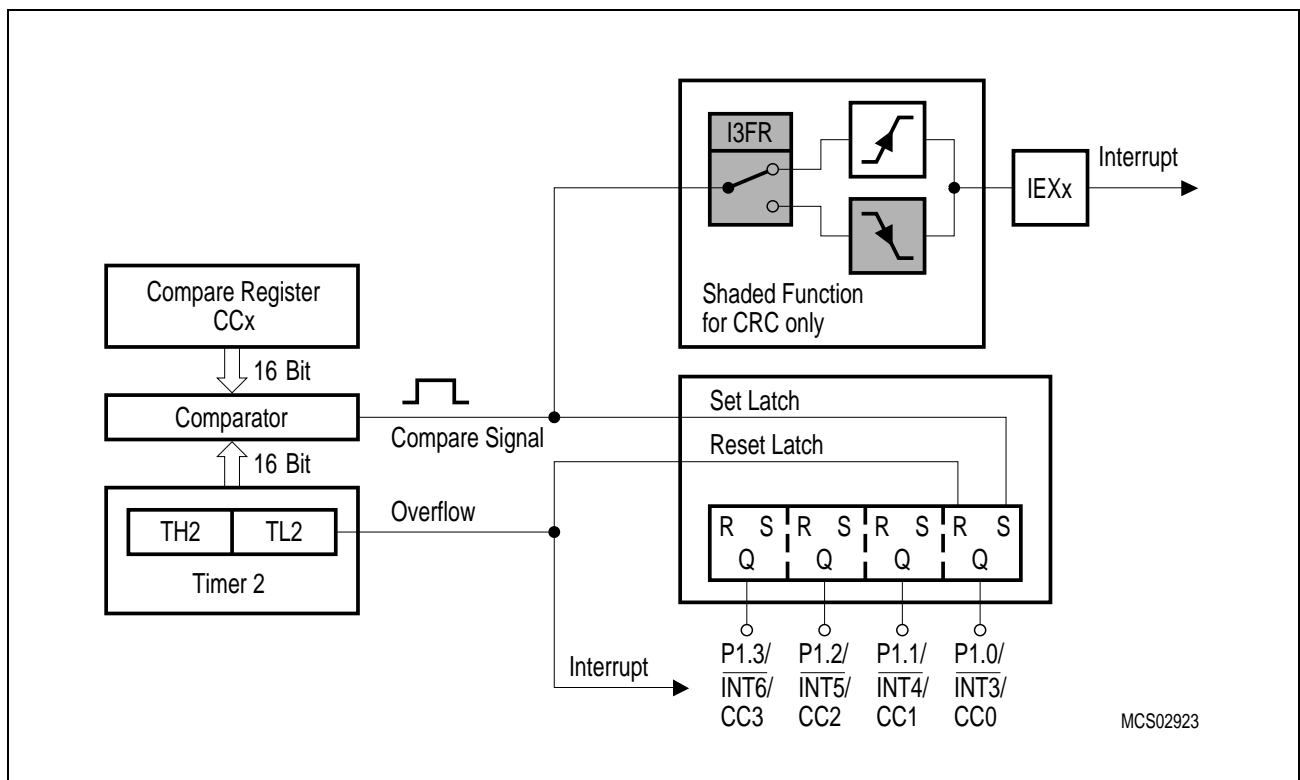 I3FR
IEXx
Interrupt
Shaded Function
for CRC only
Compare Register
CCx
16 Bit
Comparator
Compare Signal
16 Bit
TH2 TL2
Timer 2
Overflow
Set Latch
Reset Latch
R S R S R S R S
Q Q Q Q
Interrupt
P1.3/ P1.2/ P1.1/ P1.0/
INT6/ INT5/ INT4/ INT3/
CC3 CC2 CC1 CC0
MCS02923